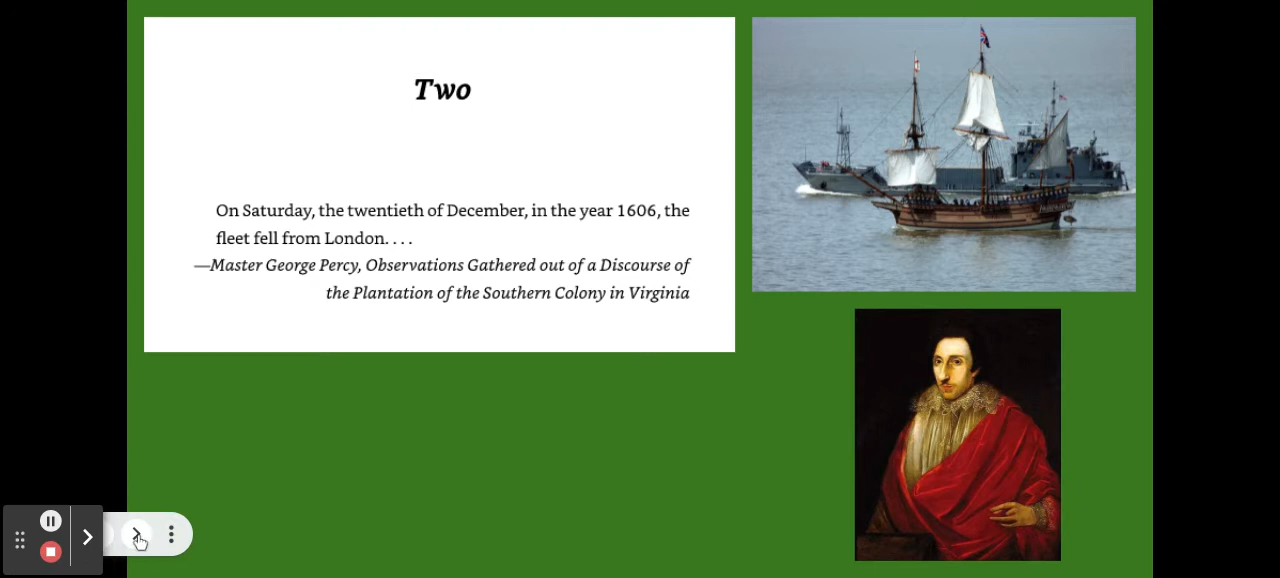 Two
On Saturday, the twentieth of December, in the year 1606, the
fleet fell from London. . . .
—Master George Percy, Observations Gathered out of a Discourse of
the Plantation of the Southern Colony in Virginia